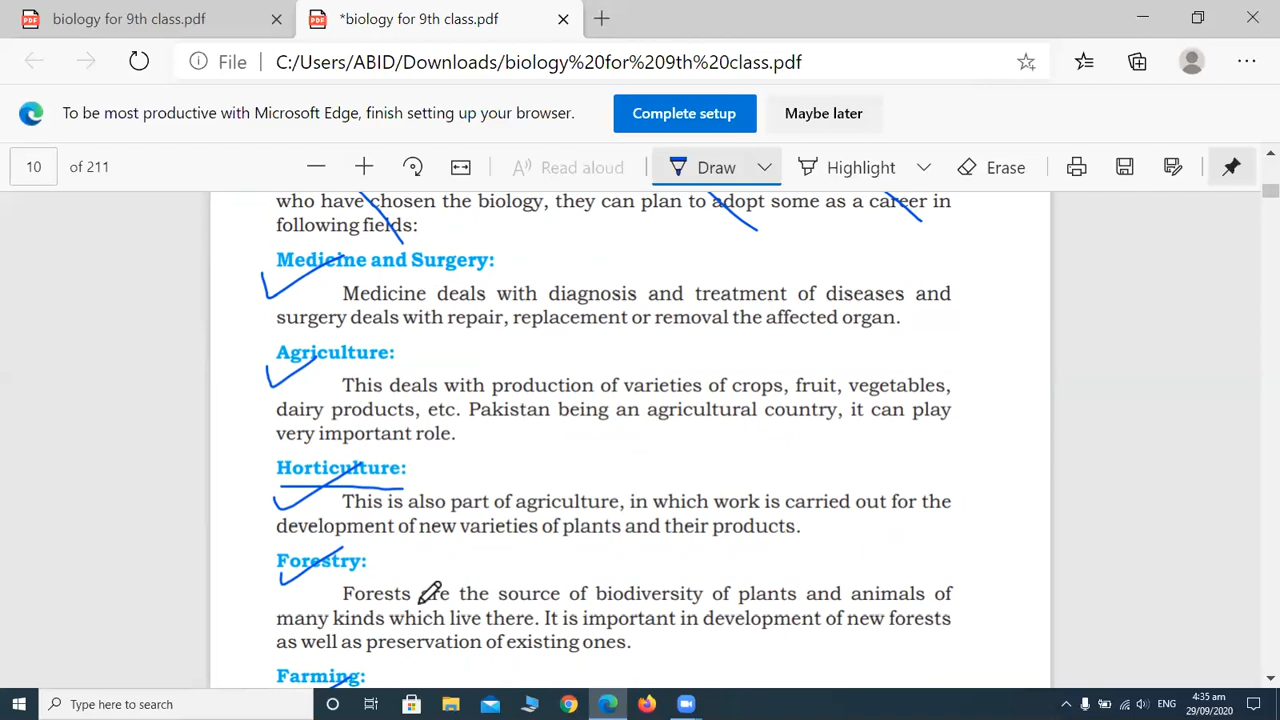 biology for 9th class.pdf
*biology for 9th class.pdf
File
C:/Users/ABID/Downloads/biology%20for%209th%20class.pdf
To be most productive with Microsoft Edge, finish setting up your browser.
Complete setup
Maybe later
10 of 211
Read aloud
Draw
Highlight
Erase
who have chosen the biology, they can plan to adopt some as a career in
following fields:
Medicine and Surgery:
Medicine deals with diagnosis and treatment of diseases and
surgery deals with repair, replacement or removal the affected organ.
Agriculture:
This deals with production of varieties of crops, fruit, vegetables,
dairy products, etc. Pakistan being an agricultural country, it can play
very important role.
Horticulture:
This is also part of agriculture, in which work is carried out for the
development of new varieties of plants and their products.
Forestry:
Forests are the source of biodiversity of plants and animals of
many kinds which live there. It is important in development of new forests
as well as preservation of existing ones.
Farming:
Type here to search
ENG
4:35 am
29/09/2020